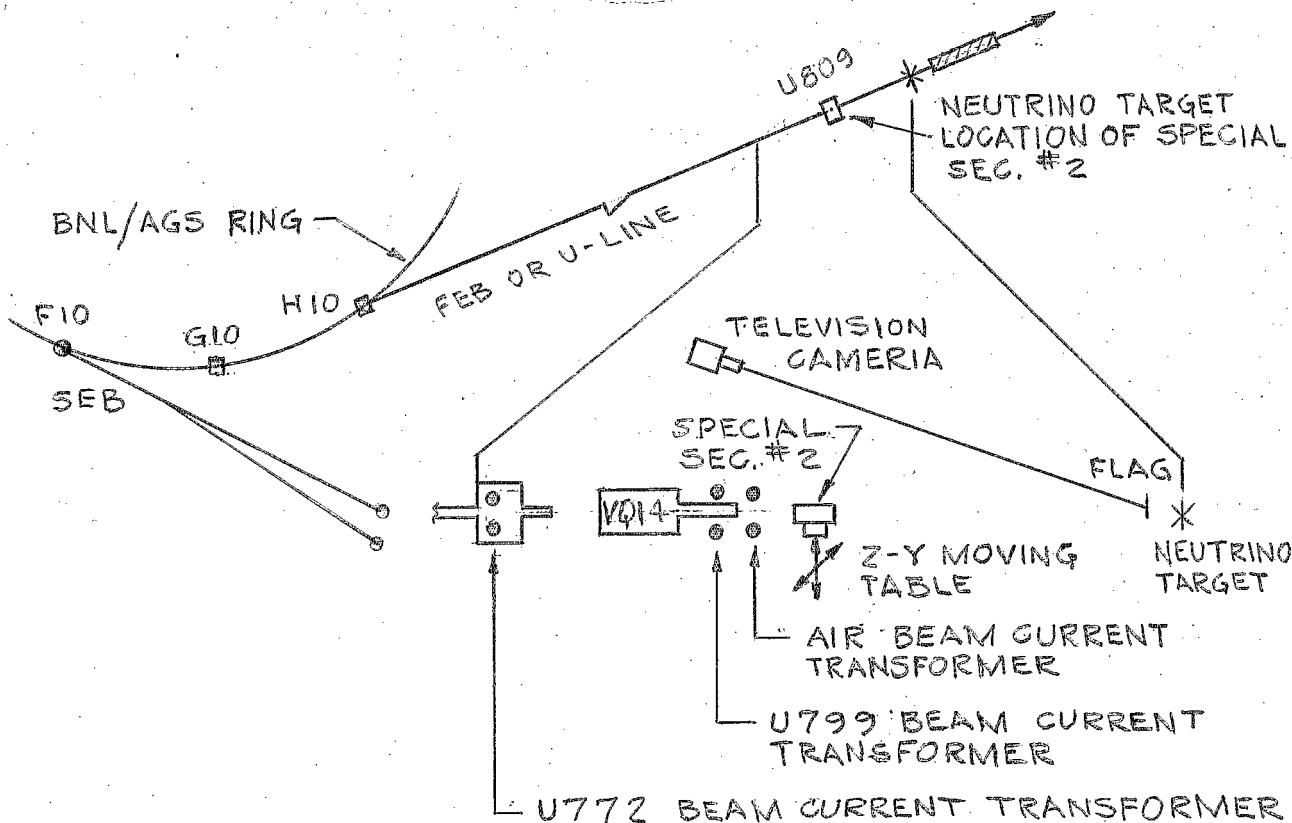 U809
NEUTRINO TARGET
LOCATION OF SPECIAL
SEC. #2
BNL/AGS RING
FEB OR U-LINE
H10
F10
G10
SEB
TELEVISION
CAMERIA
SPECIAL
SEC. #2
FLAG
VQ14
Z-Y MOVING
TABLE
NEUTRINO
TARGET
AIR BEAM CURRENT
TRANSFORMER
U799 BEAM CURRENT
TRANSFORMER
U772 BEAM CURRENT TRANSFORMER